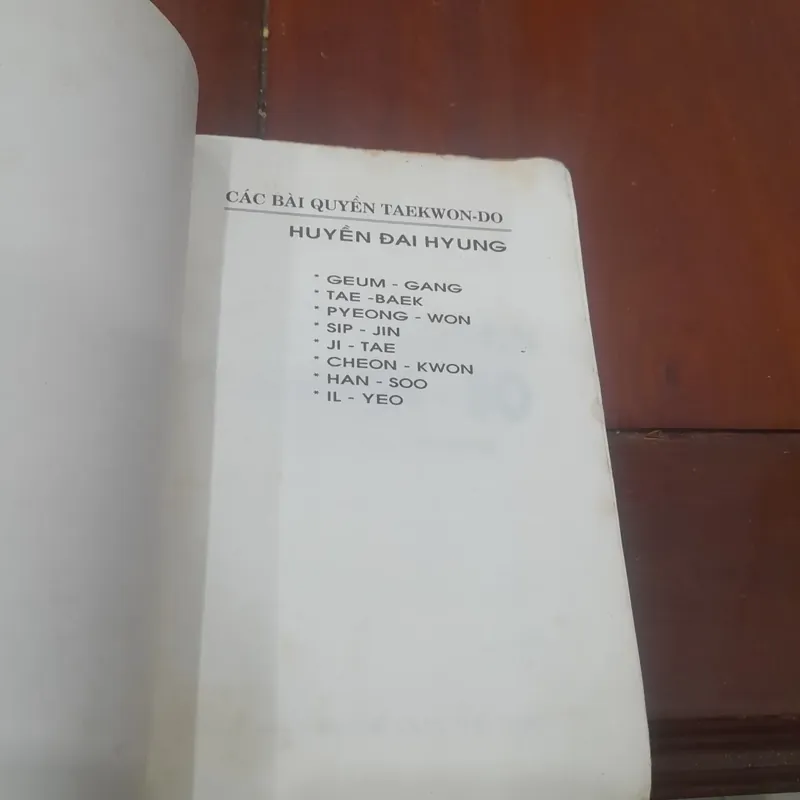 CÁC BÀI QUYỀN TAEKWON-DO
HUYỀN ĐAI HYUNG
* GEUM - GANG
* TAE -BAEK
* PYEONG - WON
* SIP - JIN
* JI - TAE
* CHEON - KWON
* HAN - SOO
* IL - YEO